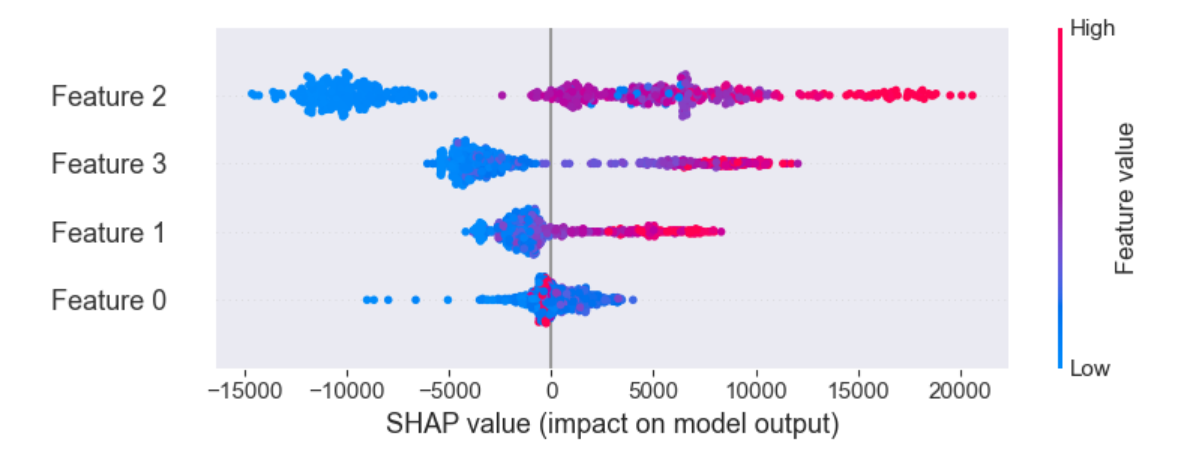 High
Feature 2
Feature 3
Feature 1
Feature 0
Feature value
Low
−15000 −10000 −5000 0 5000 10000 15000 20000
SHAP value (impact on model output)